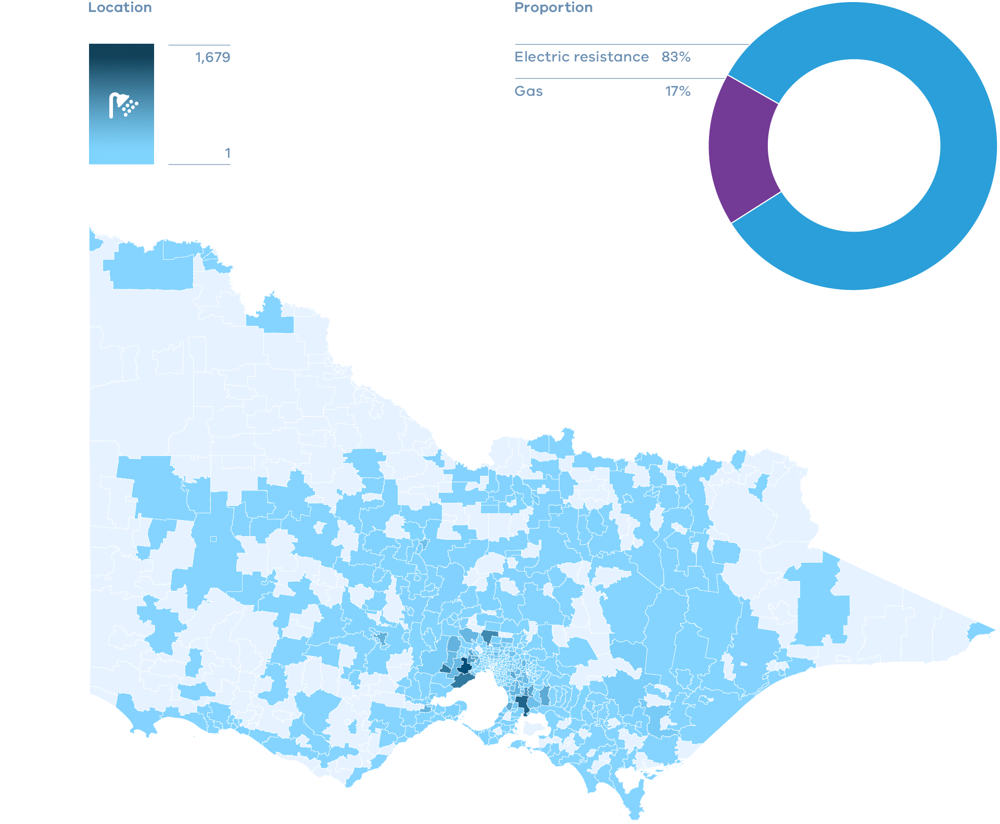 Location
1,679
1
Proportion
Electric resistance 83%
Gas 17%